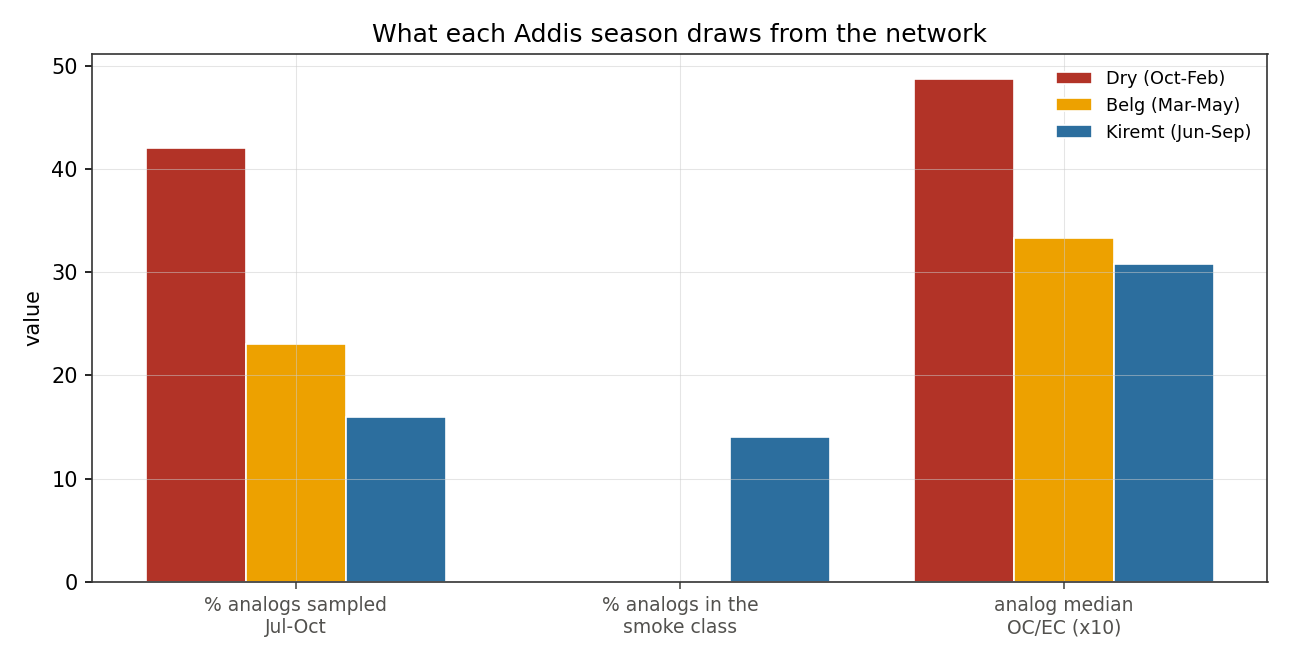 What each Addis season draws from the network
Dry (Oct-Feb)
Belg (Mar-May)
Kiremt (Jun-Sep)
value
50
40
30
20
10
0
% analogs sampled
Jul-Oct
% analogs in the
smoke class
analog median
OC/EC (x10)